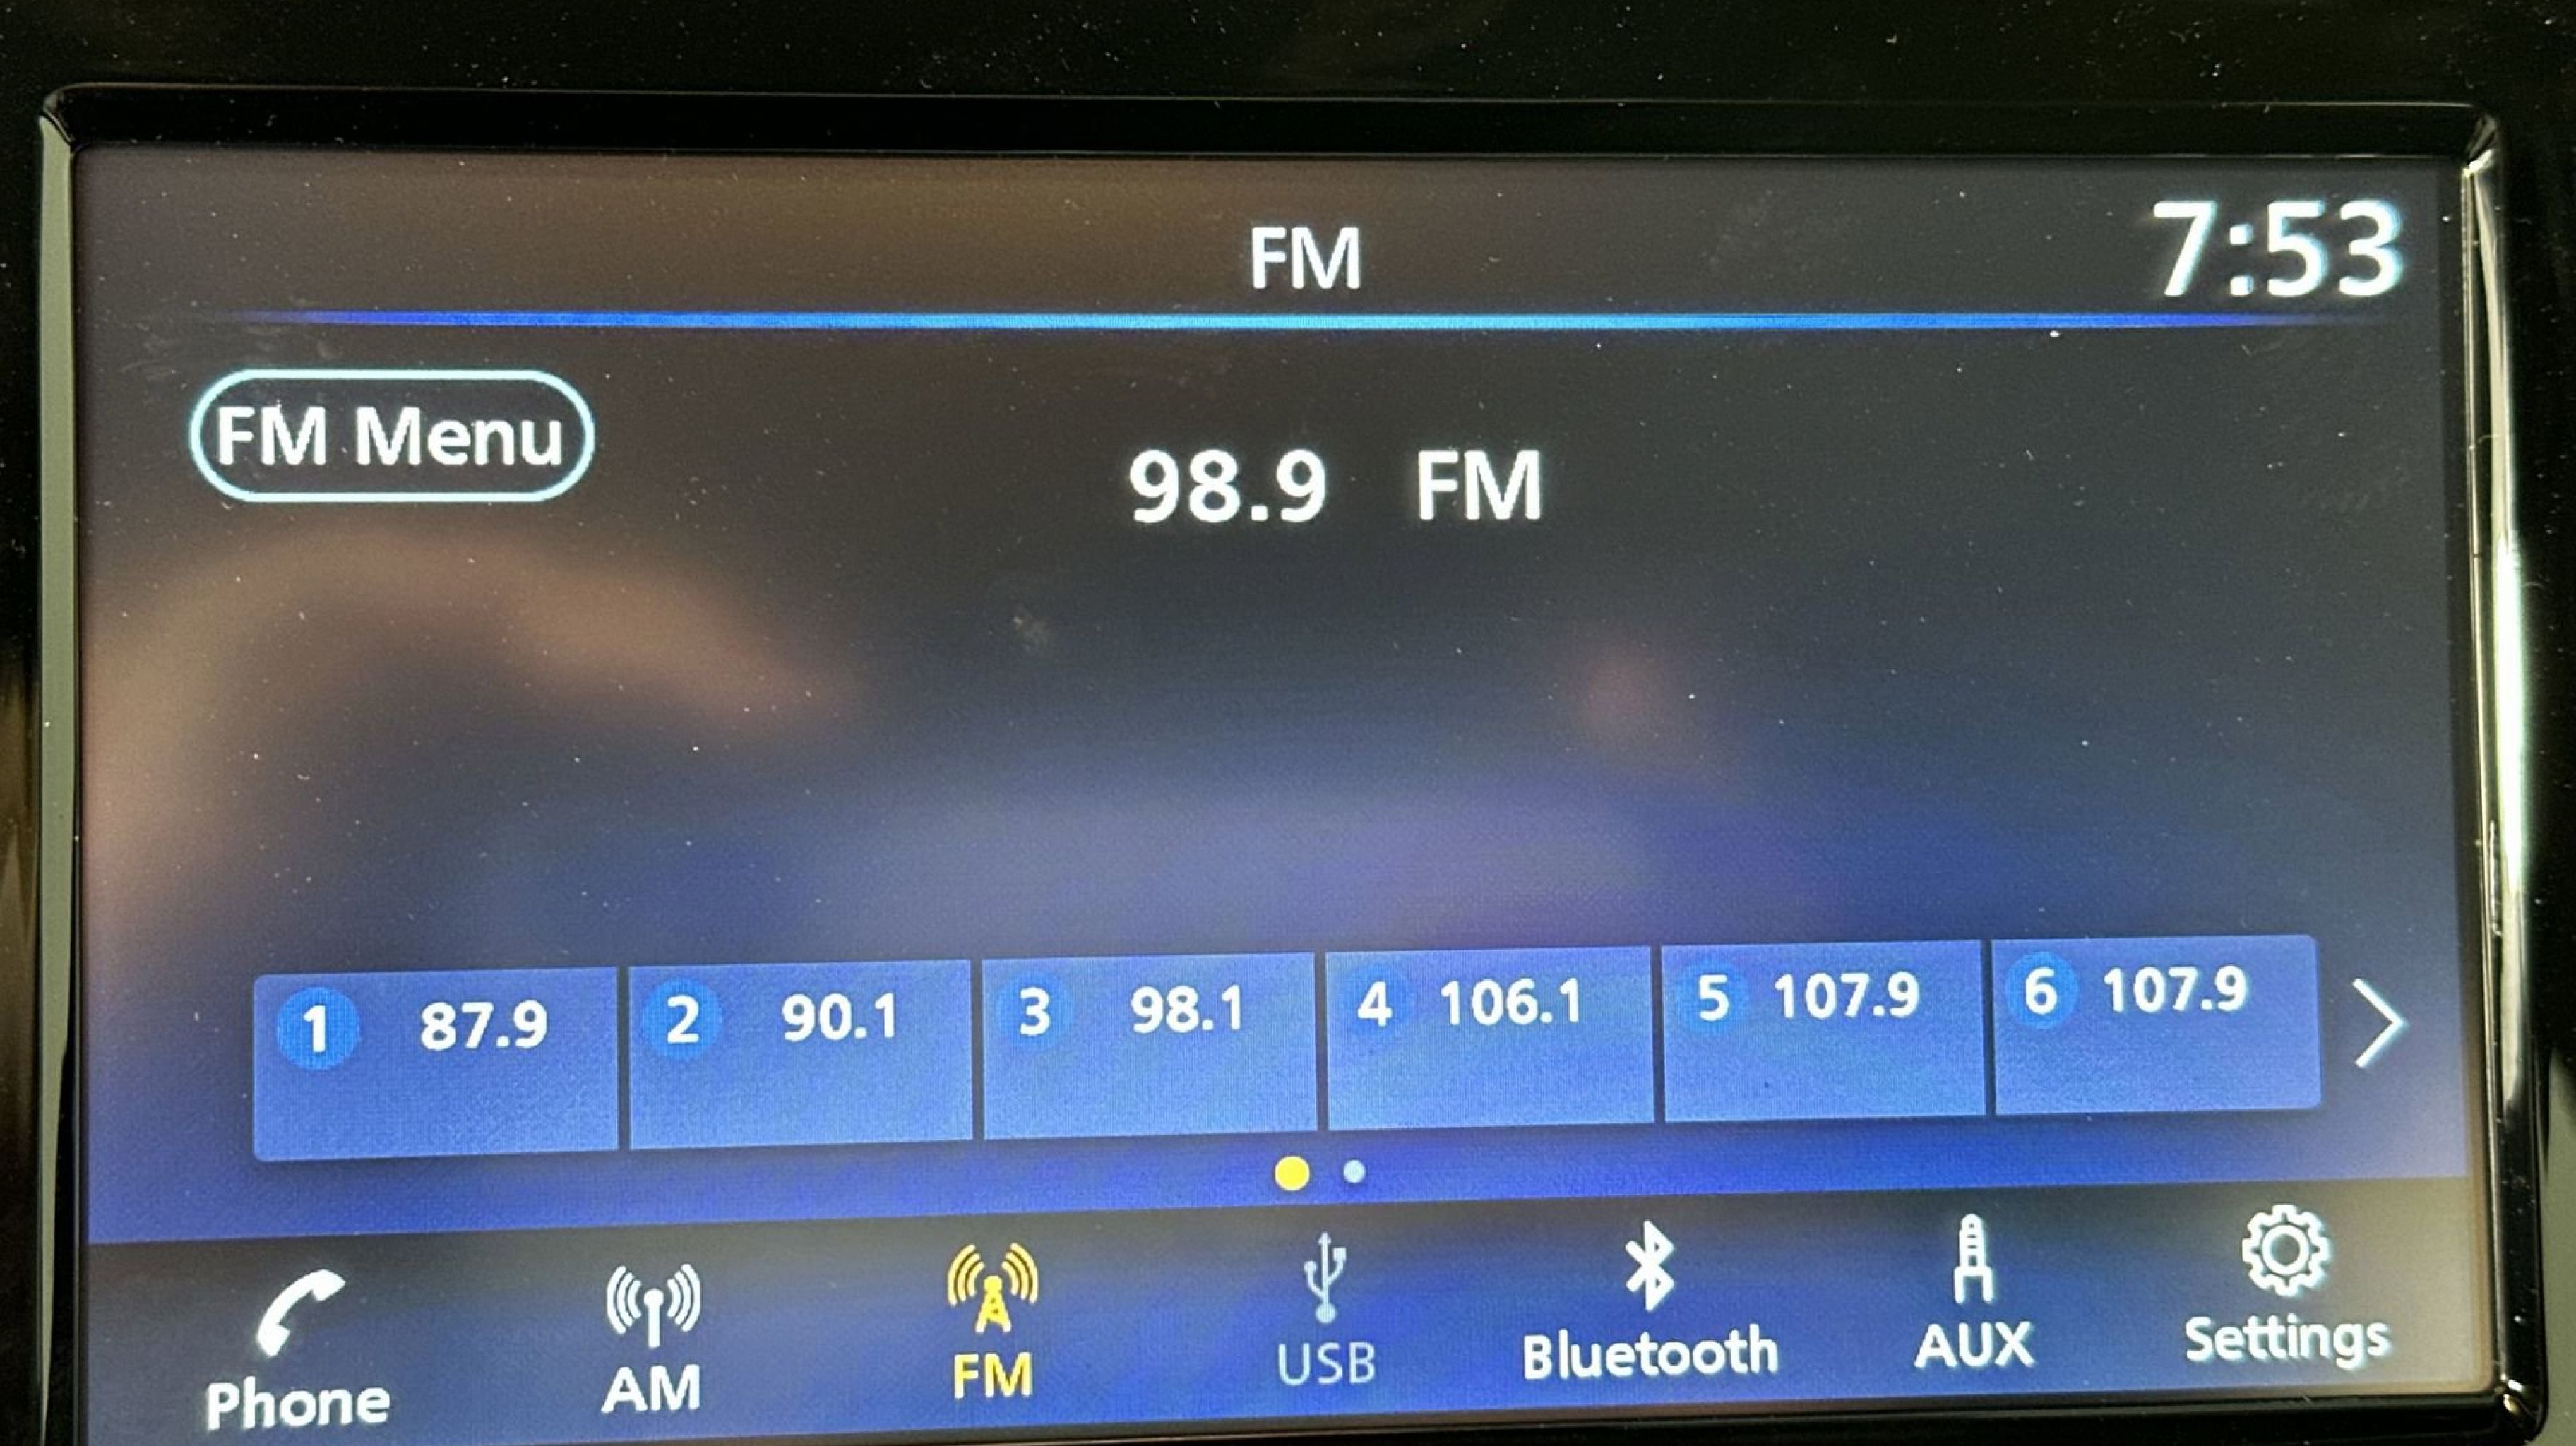 FM
7:53
FM Menu
98.9 FM
1 87.9 2 90.1 3 98.1 4 106.1 5 107.9 6 107.9
Phone AM FM USB Bluetooth AUX Settings